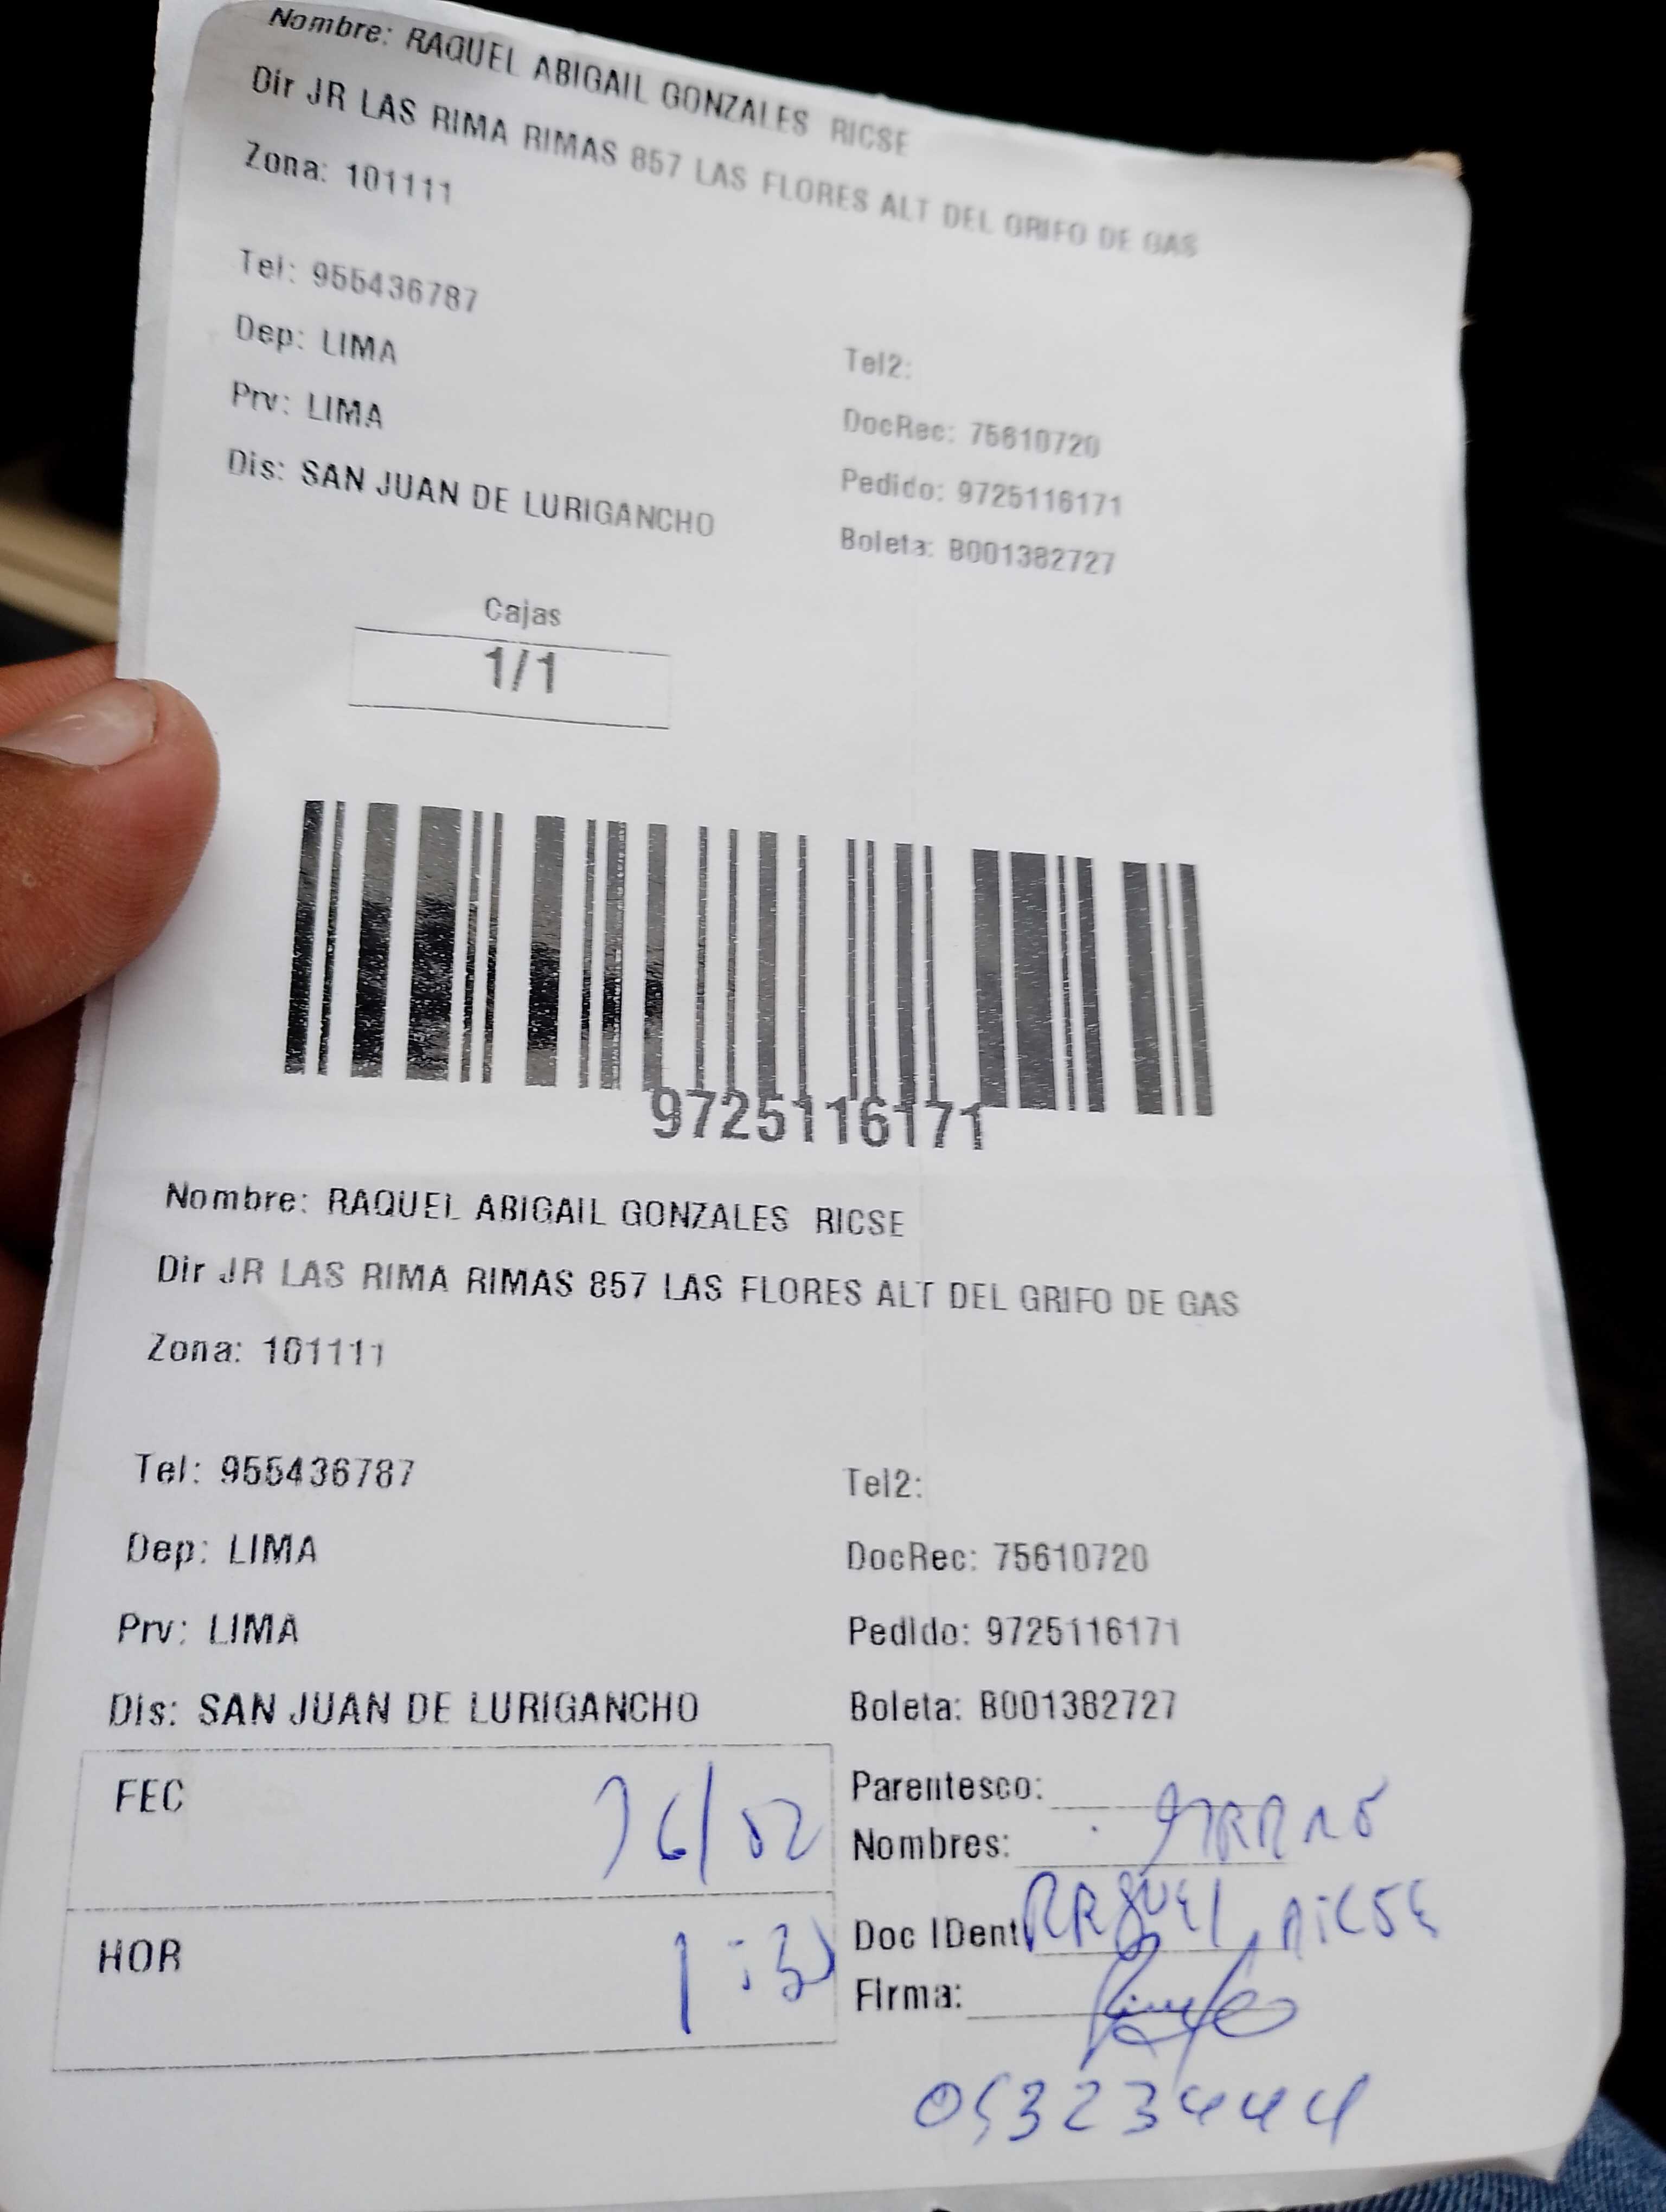 Nombre: RAQUEL ABIGAIL GONZALES RICSE
Dir JR LAS RIMA RIMAS 857 LAS FLORES ALT DEL GRIFO DE GAS
Zona: 101111
Tel: 955436787
Tel2:
Dep: LIMA
DocRec: 75610720
Prv: LIMA
Pedido: 9725116171
Dis: SAN JUAN DE LURIGANCHO
Boleta: B001382727
Cajas
1/1
9725116171
Nombre: RAQUEL ABIGAIL GONZALES RICSE
Dir JR LAS RIMA RIMAS 857 LAS FLORES ALT DEL GRIFO DE GAS
Zona: 101111
Tel: 955436787
Tel2:
Dep: LIMA
DocRec: 75610720
Prv: LIMA
Pedido: 9725116171
Dis: SAN JUAN DE LURIGANCHO
Boleta: B001382727
FEC
Parentesco:
Nombres:
HOR
Doc IDent
Firma: